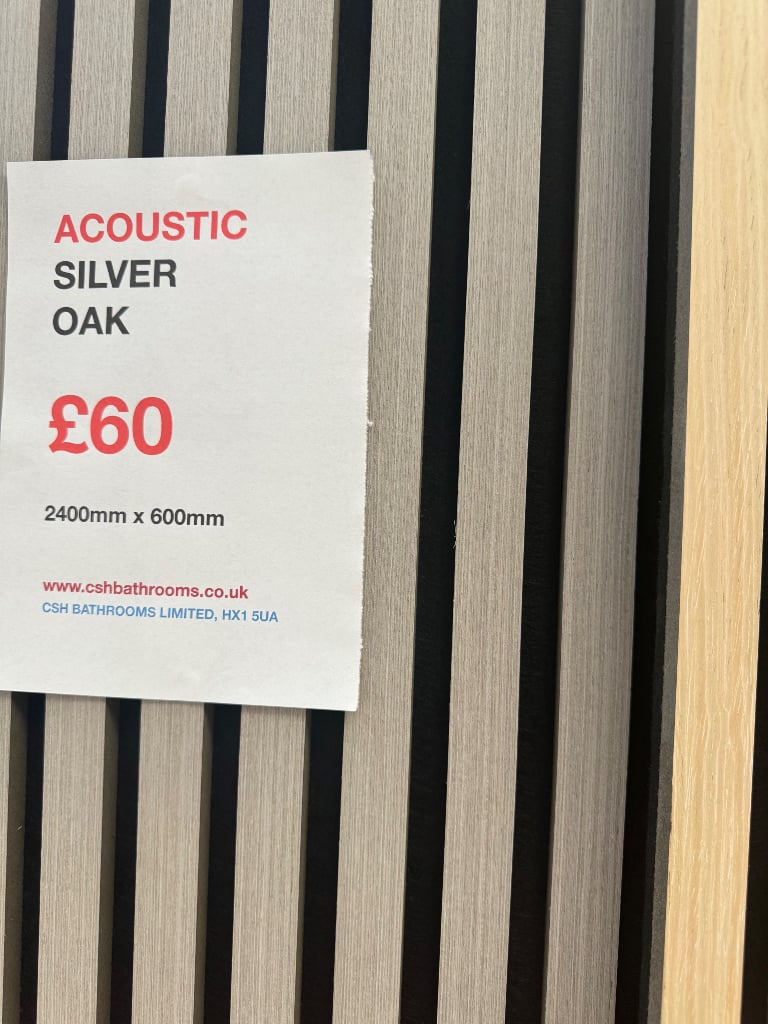 ACOUSTIC
SILVER
OAK
£60
2400mm x 600mm
www.cshbathrooms.co.uk
CSH BATHROOMS LIMITED, HX1 5UA